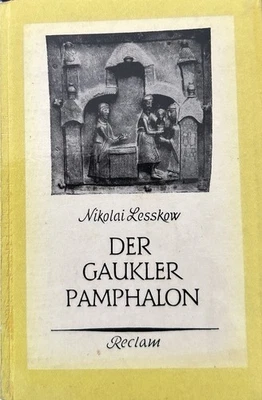 Nikolai Lesskow
DER
GAUKLER
PAMPHALON
Reclam